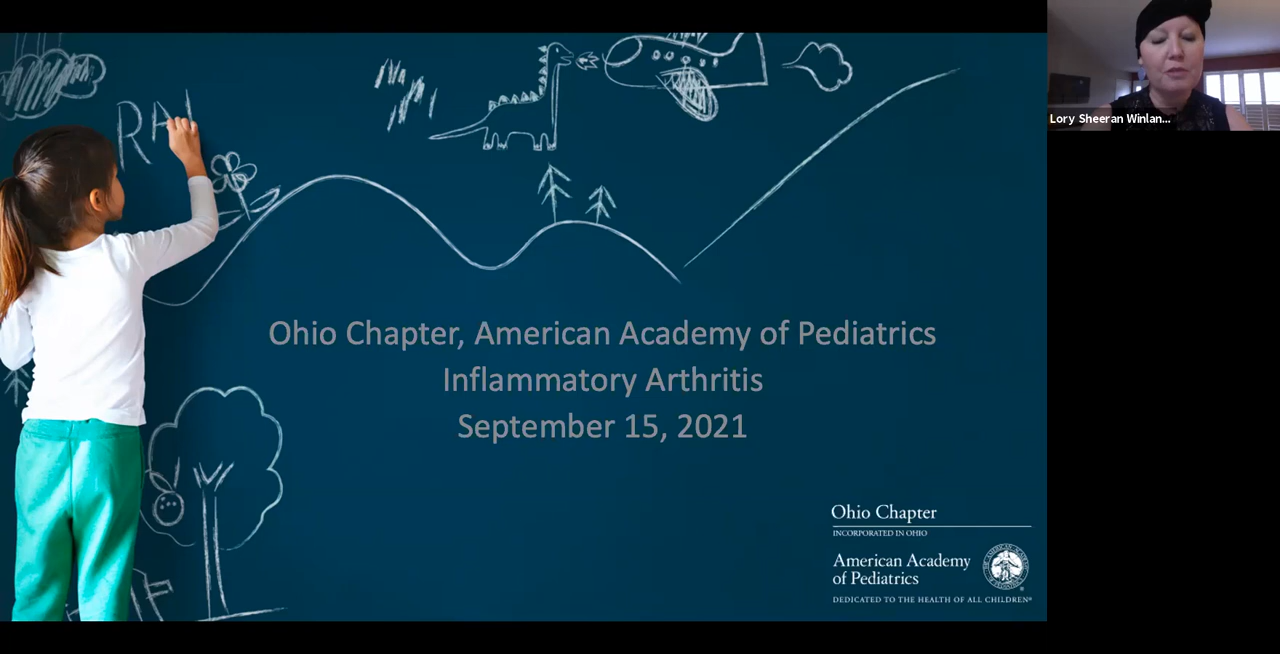 RAI
Ohio Chapter, American Academy of Pediatrics
Inflammatory Arthritis
September 15, 2021
Ohio Chapter
INCORPORATED IN OHIO
American Academy
of Pediatrics
DEDICATED TO THE HEALTH OF ALL CHILDREN®
Lory Sheeran Winlan...